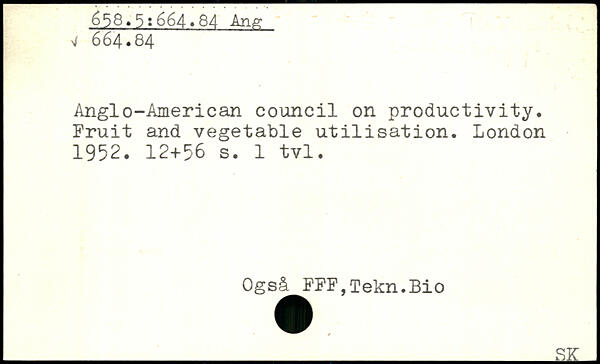 658.5:664.84 Ang
√ 664.84
Anglo-American council on productivity.
Fruit and vegetable utilisation. London
1952. 12+56 s. 1 tvl.
Også FFF,Tekn.Bio
SK